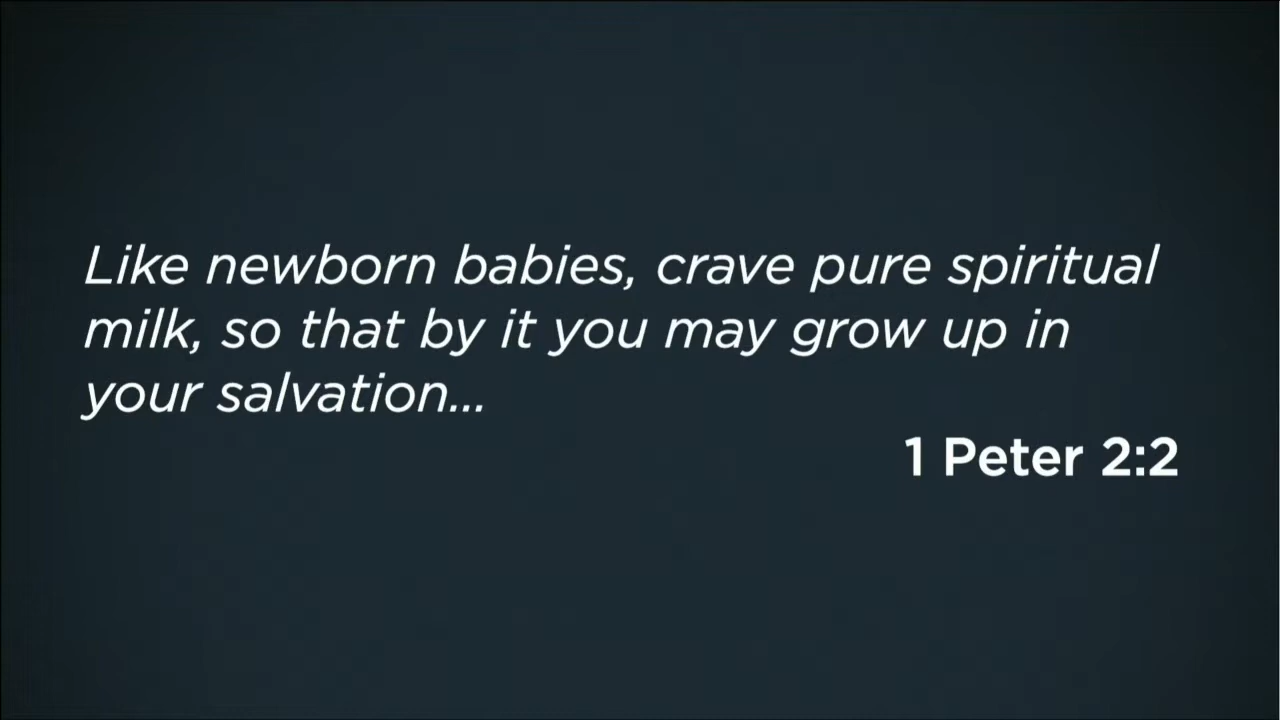 Like newborn babies, crave pure spiritual
milk, so that by it you may grow up in
your salvation...
1 Peter 2:2